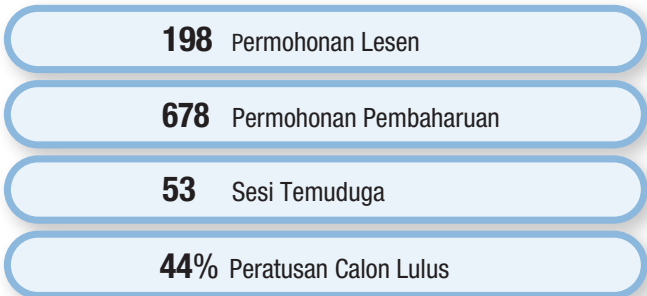 198 Permohonan Lesen
678 Permohonan Pembaharuan
53 Sesi Temuduga
44% Peratusan Calon Lulus